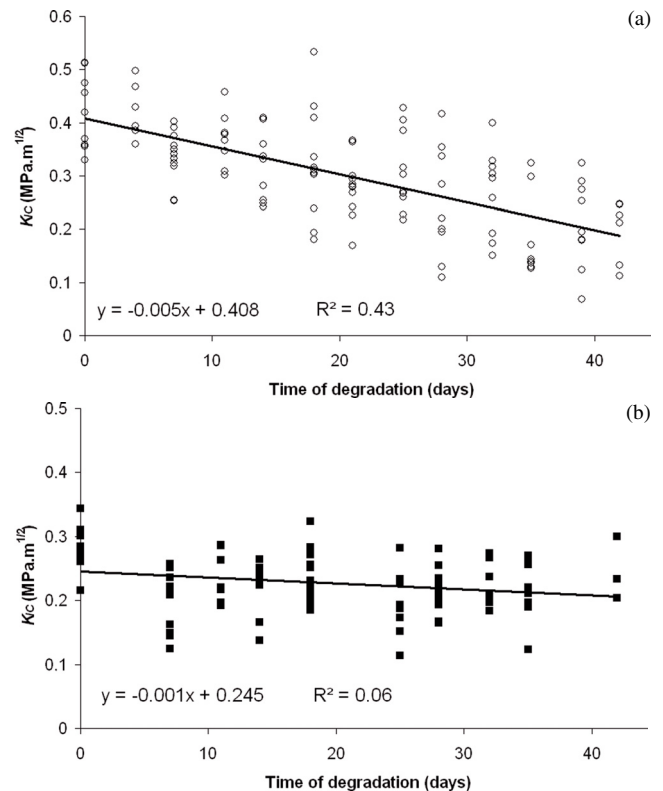 (a)
0.6
0.5
0.4
0.3
0.2
0.1
0
KIC (MPa.m1/2)
y = -0.005x + 0.408 R² = 0.43
0 10 20 30 40
Time of degradation (days)
(b)
0.5
0.4
0.3
0.2
0.1
0
KIC (MPa.m1/2)
y = -0.001x + 0.245 R² = 0.06
0 10 20 30 40
Time of degradation (days)